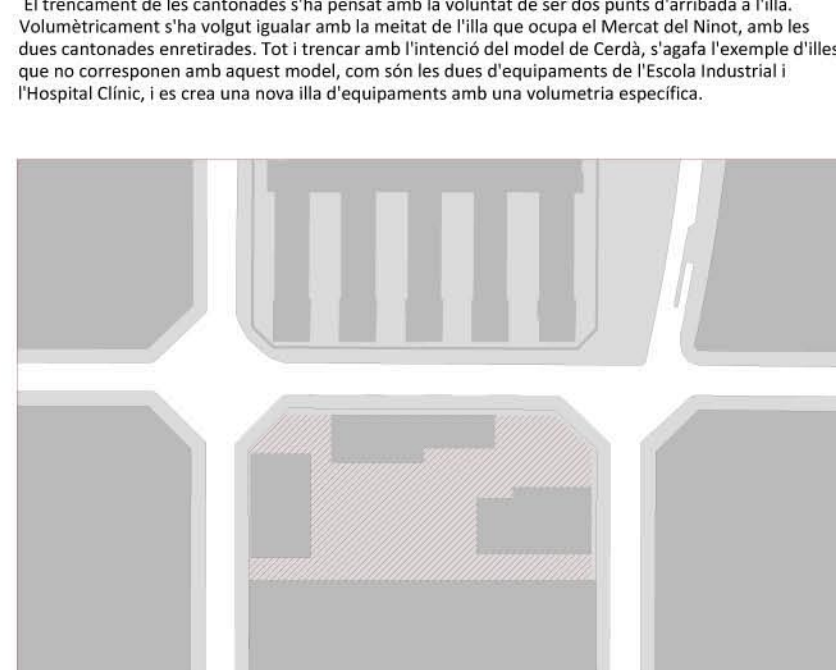 El trencament de les cantonades s'ha pensat amb la voluntat de ser dos punts d'arribada a l'illa.
Volumètricament s'ha volgut igualar amb la meitat de l'illa que ocupa el Mercat del Ninot, amb les
dues cantonades enretirades. Tot i trencar amb l'intenció del model de Cerdà, s'agafa l'exemple d'illes
que no corresponen amb aquest model, com són les dues d'equipaments de l'Escola Industrial i
l'Hospital Clínic, i es crea una nova illa d'equipaments amb una volumetria específica.